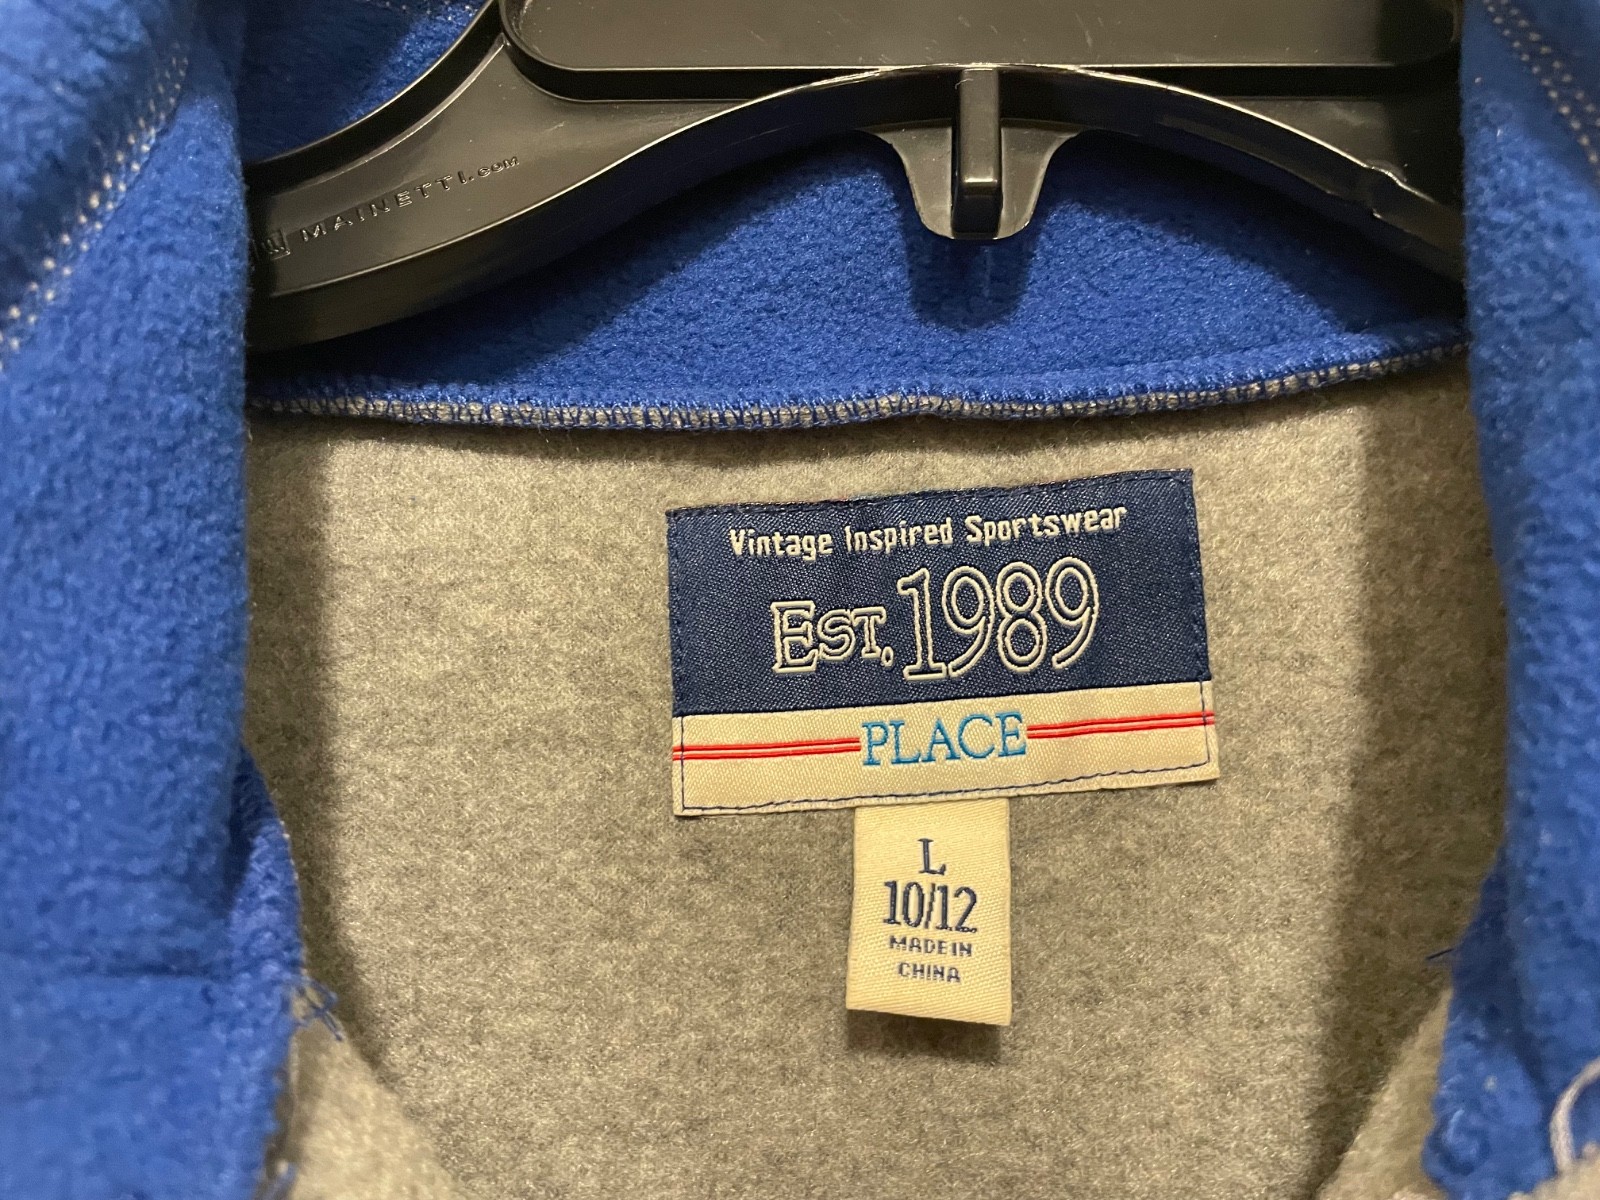 MAINETTI.COM
Vintage Inspired Sportswear
EST. 1989
PLACE
L
10/12
MADE IN
CHINA